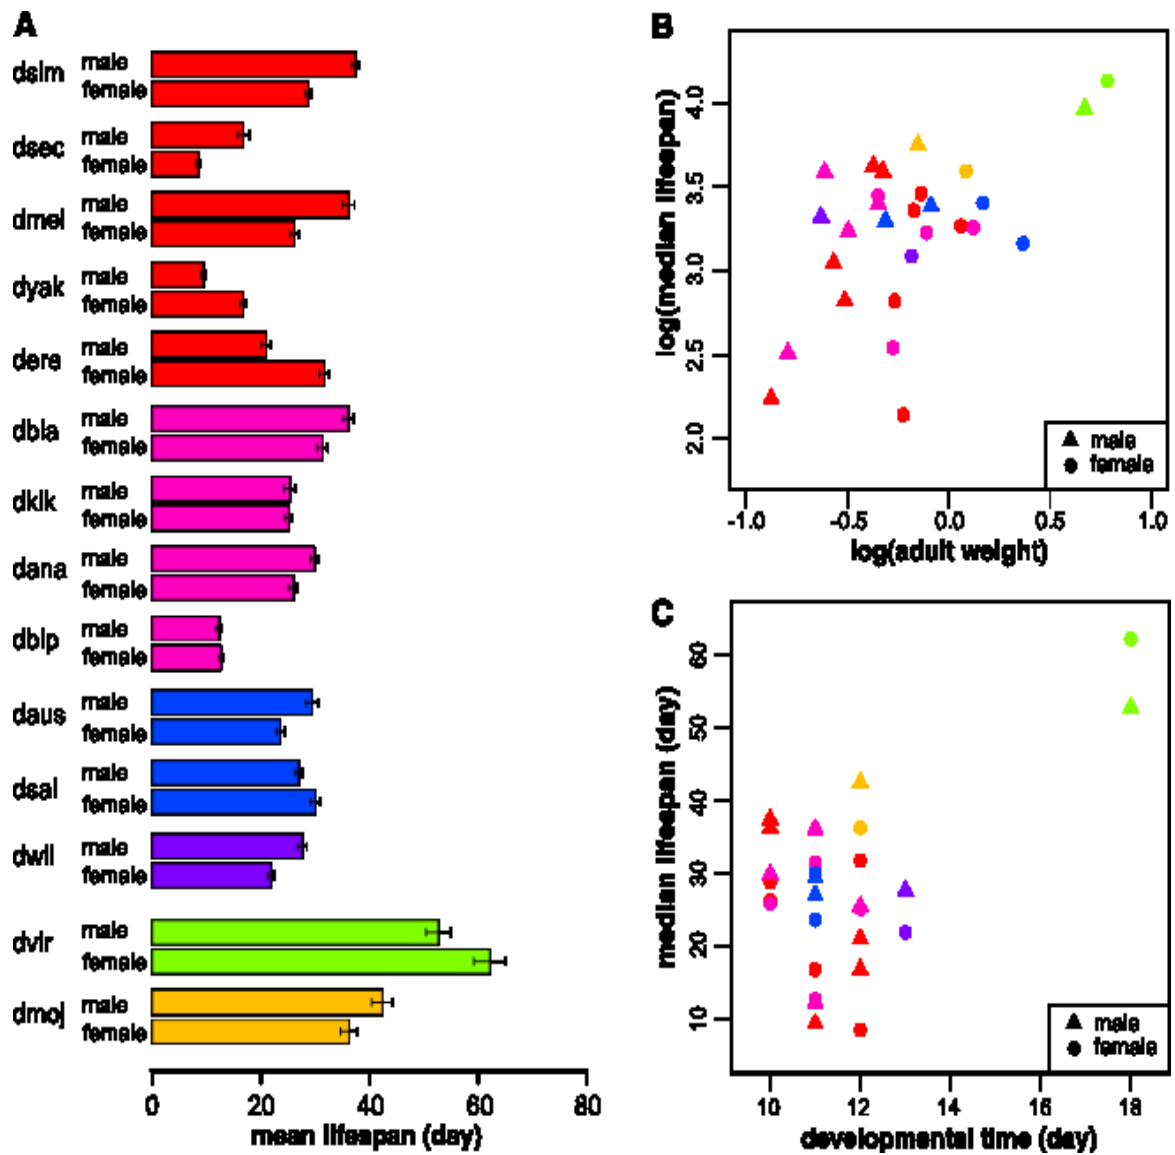 A
dsim male
female
dsec male
female
dmel male
female
dyak male
female
dere male
female
dbia male
female
dkik male
female
dana male
female
dbip male
female
daus male
female
dsal male
female
dwil male
female
dvir male
female
dmoj male
female
0 20 40 60 80
mean lifespan (day)
B
log(median lifespan)
4.0
3.5
3.0
2.5
2.0
male
female
-1.0 -0.5 0.0 0.5 1.0
log(adult weight)
C
median lifespan (day)
60
50
40
30
20
10
male
female
10 12 14 16 18
developmental time (day)